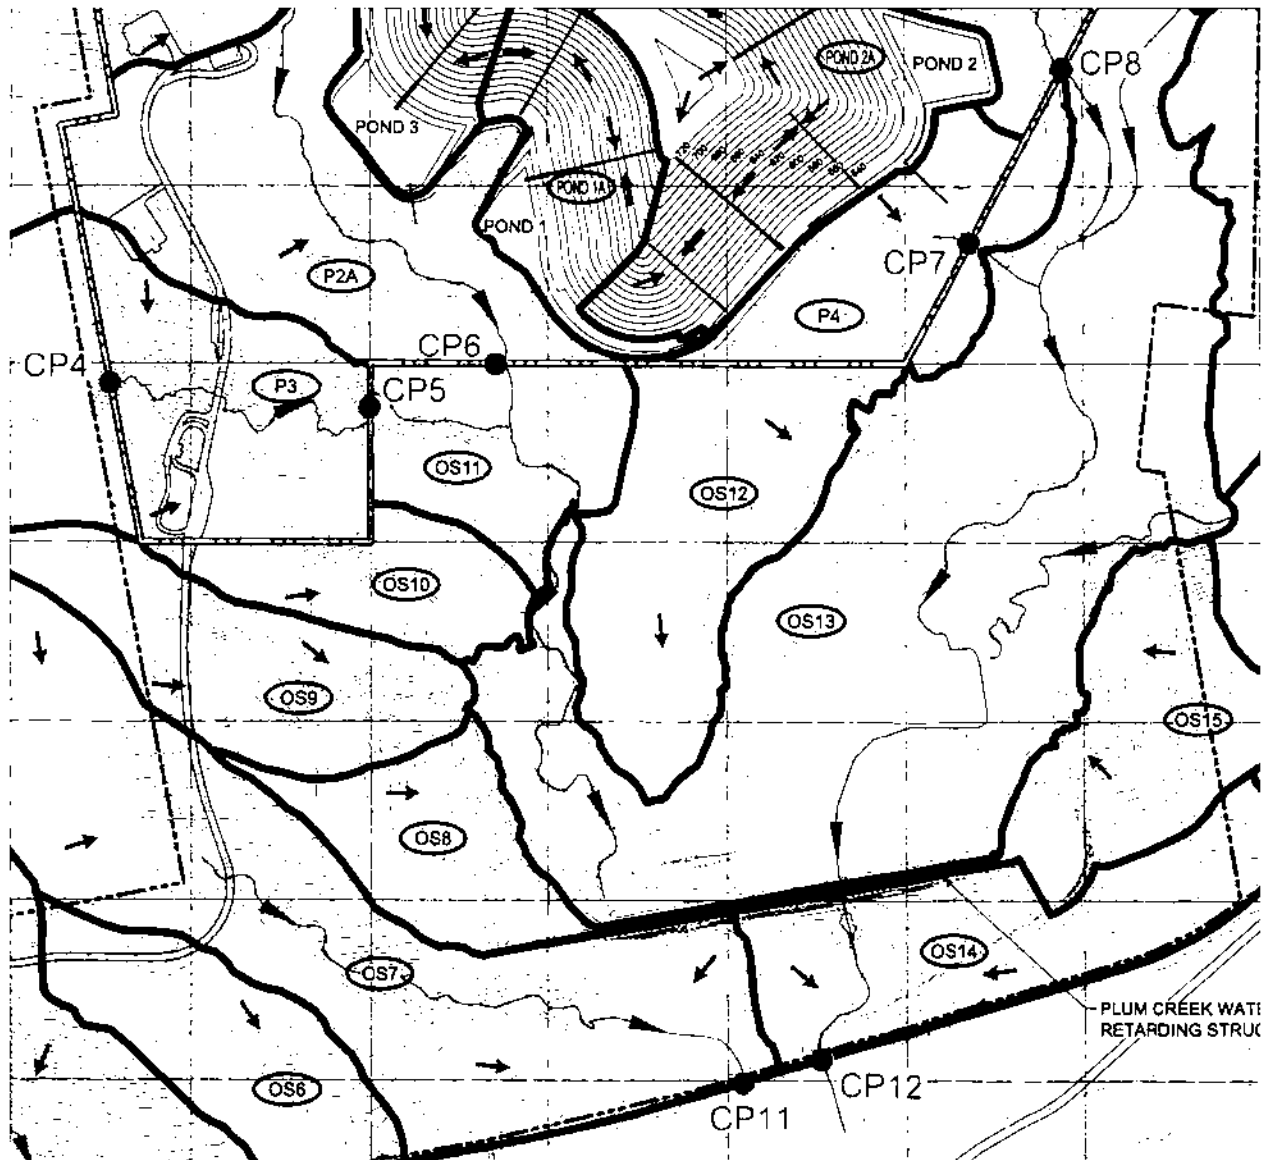 POND 2A
POND 2
CP8
POND 3
POND 1A
POND 1
P2A
CP7
P4
CP6
CP4
P3
CP5
OS11
OS12
OS10
OS13
OS9
OS15
OS8
OS14
OS7
PLUM CREEK WATE
RETARDING STRUC
OS6
CP12
CP11